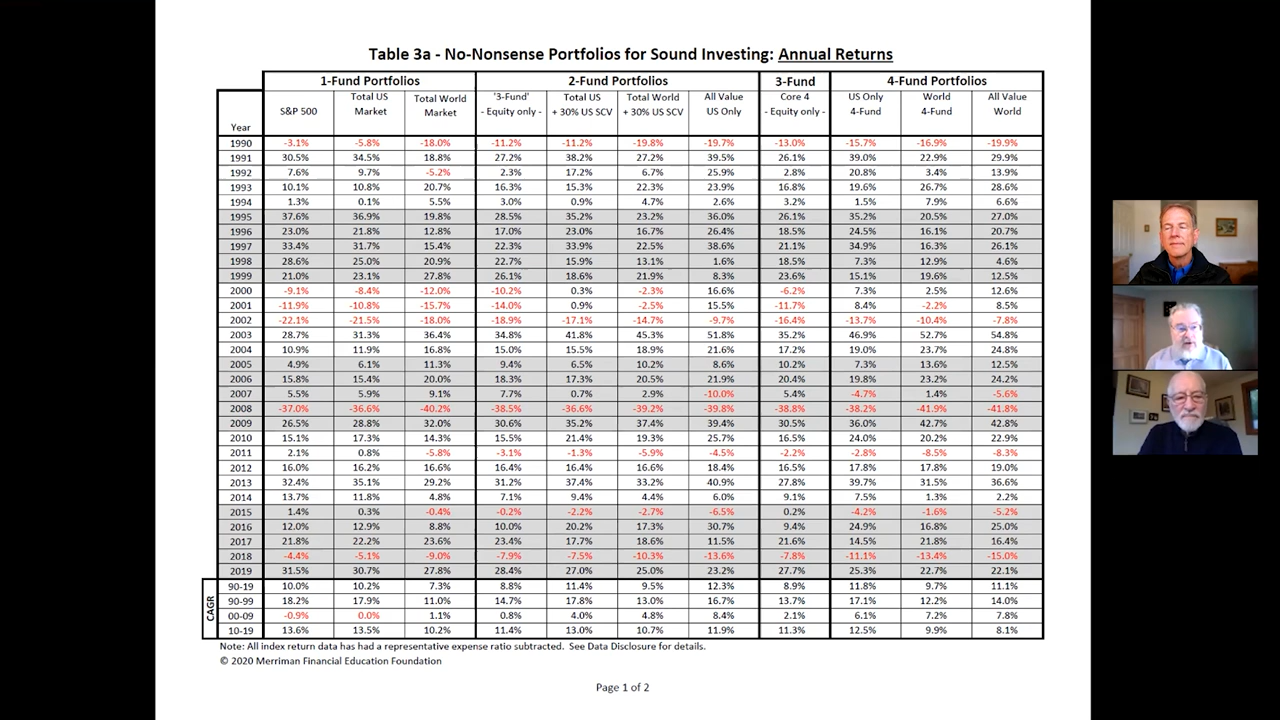 Table 3a - No-Nonsense Portfolios for Sound Investing: Annual Returns
1-Fund Portfolios 2-Fund Portfolios 3-Fund 4-Fund Portfolios
Year S&P 500 Total US Market Total World Market '3-Fund' - Equity only - Total US + 30% US SCV Total World + 30% US SCV All Value US Only Core 4 - Equity only - US Only 4-Fund World 4-Fund All Value World
1990 -3.1% -5.8% -18.0% -11.2% -11.2% -19.8% -19.7% -13.0% -15.7% -16.9% -19.9%
1991 30.5% 34.5% 18.8% 27.2% 38.2% 27.2% 39.5% 26.1% 39.0% 22.9% 29.9%
1992 7.6% 9.7% -5.2% 2.3% 17.2% 6.7% 25.9% 2.8% 20.8% 3.4% 13.9%
1993 10.1% 10.8% 20.7% 16.3% 15.3% 22.3% 23.9% 16.8% 19.6% 26.7% 28.6%
1994 1.3% 0.1% 5.5% 3.0% 0.9% 4.7% 2.6% 3.2% 1.5% 7.9% 6.6%
1995 37.6% 36.9% 19.8% 28.5% 35.2% 23.2% 36.0% 26.1% 35.2% 20.5% 27.0%
1996 23.0% 21.8% 12.8% 17.0% 23.0% 16.7% 26.4% 18.5% 24.5% 16.1% 20.7%
1997 33.4% 31.7% 15.4% 22.3% 33.9% 22.5% 38.6% 21.1% 34.9% 16.3% 26.1%
1998 28.6% 25.0% 20.9% 22.7% 15.9% 13.1% 1.6% 18.5% 7.3% 12.9% 4.6%
1999 21.0% 23.1% 27.8% 26.1% 18.6% 21.9% 8.3% 23.6% 15.1% 19.6% 12.5%
2000 -9.1% -8.4% -12.0% -10.2% 0.3% -2.3% 16.6% -6.2% 7.3% 2.5% 12.6%
2001 -11.9% -10.8% -15.7% -14.0% 0.9% -2.5% 15.5% -11.7% 8.4% -2.2% 8.5%
2002 -22.1% -21.5% -18.0% -18.9% -17.1% -14.7% -9.7% -16.4% -13.7% -10.4% -7.8%
2003 28.7% 31.3% 36.4% 34.8% 41.8% 45.3% 51.8% 35.2% 46.9% 52.7% 54.8%
2004 10.9% 11.9% 16.8% 15.0% 15.5% 18.9% 21.6% 17.2% 19.0% 23.7% 24.8%
2005 4.9% 6.1% 11.3% 9.4% 6.5% 10.2% 8.6% 10.2% 7.3% 13.6% 12.5%
2006 15.8% 15.4% 20.0% 18.3% 17.3% 20.5% 21.9% 20.4% 19.8% 23.2% 24.2%
2007 5.5% 5.9% 9.1% 7.7% 0.7% 2.9% -10.0% 5.4% -4.7% 1.4% -5.6%
2008 -37.0% -36.6% -40.2% -38.5% -36.6% -39.2% -39.8% -38.8% -38.2% -41.9% -41.8%
2009 26.5% 28.8% 32.0% 30.6% 35.2% 37.4% 39.4% 30.5% 36.0% 42.7% 42.8%
2010 15.1% 17.3% 14.3% 15.5% 21.4% 19.3% 25.7% 16.5% 24.0% 20.2% 22.9%
2011 2.1% 0.8% -5.8% -3.1% -1.3% -5.9% -4.5% -2.2% -2.8% -8.5% -8.3%
2012 16.0% 16.2% 16.6% 16.4% 16.4% 16.6% 18.4% 16.5% 17.8% 17.8% 19.0%
2013 32.4% 35.1% 29.2% 31.2% 37.4% 33.2% 40.9% 27.8% 39.7% 31.5% 36.6%
2014 13.7% 11.8% 4.8% 7.1% 9.4% 4.4% 6.0% 9.1% 7.5% 1.3% 2.2%
2015 1.4% 0.3% -0.4% -0.2% -2.2% -2.7% -6.5% 0.2% -4.2% -1.6% -5.2%
2016 12.0% 12.9% 8.8% 10.0% 20.2% 17.3% 30.7% 9.4% 24.9% 16.8% 25.0%
2017 21.8% 22.2% 23.6% 23.4% 17.7% 18.6% 11.5% 21.6% 14.5% 21.8% 16.4%
2018 -4.4% -5.1% -9.0% -7.9% -7.5% -10.3% -13.6% -7.8% -11.1% -13.4% -15.0%
2019 31.5% 30.7% 27.8% 28.4% 27.0% 25.0% 23.2% 27.7% 25.3% 22.7% 22.1%
CAGR
90-19 10.0% 10.2% 7.3% 8.8% 11.4% 9.5% 12.3% 8.9% 11.8% 9.7% 11.1%
90-99 18.2% 17.9% 11.0% 14.7% 17.8% 13.0% 16.7% 13.7% 17.1% 12.2% 14.0%
00-09 -0.9% 0.0% 1.1% 0.8% 4.0% 4.8% 8.4% 2.1% 6.1% 7.2% 7.8%
10-19 13.6% 13.5% 10.2% 11.4% 13.0% 10.7% 11.9% 11.3% 12.5% 9.9% 8.1%
Note: All index return data has had a representative expense ratio subtracted. See Data Disclosure for details.
© 2020 Merriman Financial Education Foundation
Page 1 of 2